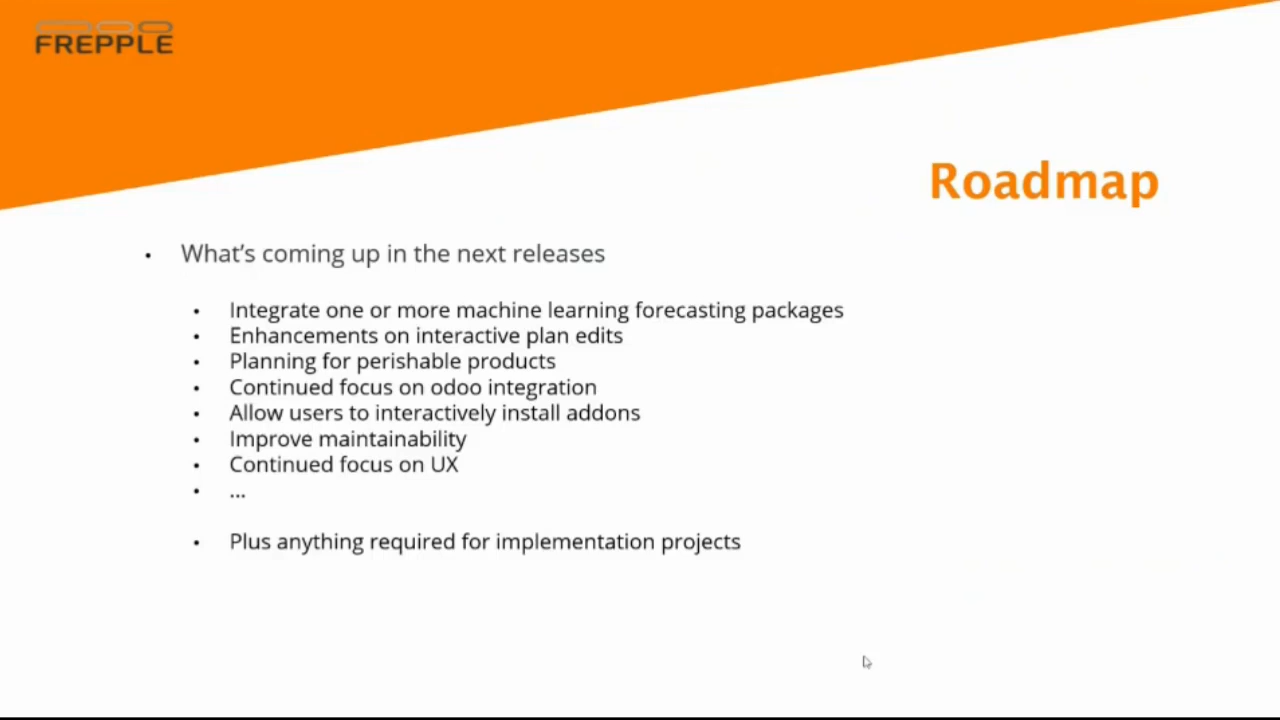 FREPPLE
Roadmap
• What's coming up in the next releases
• Integrate one or more machine learning forecasting packages
• Enhancements on interactive plan edits
• Planning for perishable products
• Continued focus on odoo integration
• Allow users to interactively install addons
• Improve maintainability
• Continued focus on UX
• ...
• Plus anything required for implementation projects